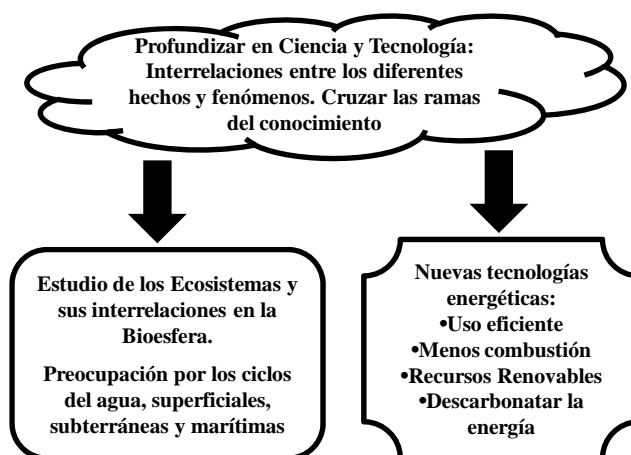 Profundizar en Ciencia y Tecnología:
Interrelaciones entre los diferentes
hechos y fenómenos. Cruzar las ramas
del conocimiento
Estudio de los Ecosistemas y
sus interrelaciones en la
Bioesfera.
Preocupación por los ciclos
del agua, superficiales,
subterráneas y marítimas
Nuevas tecnologías
energéticas:
•Uso eficiente
•Menos combustión
•Recursos Renovables
•Descarbonatar la
energía